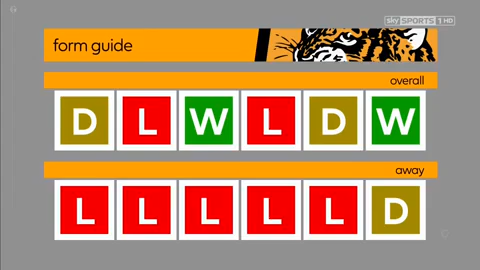 sky SPORTS 1 HD
form guide
overall
D L W L D W
away
L L L L L D